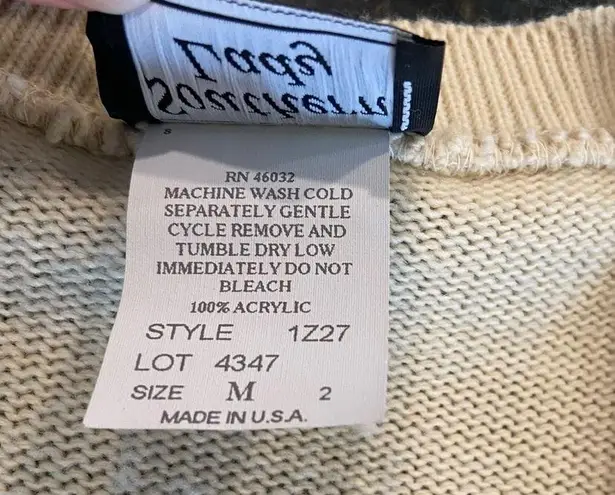 Southern
Lady
S
RN 46032
MACHINE WASH COLD
SEPARATELY GENTLE
CYCLE REMOVE AND
TUMBLE DRY LOW
IMMEDIATELY DO NOT
BLEACH
100% ACRYLIC
STYLE 1Z27
LOT 4347
SIZE M 2
MADE IN U.S.A.